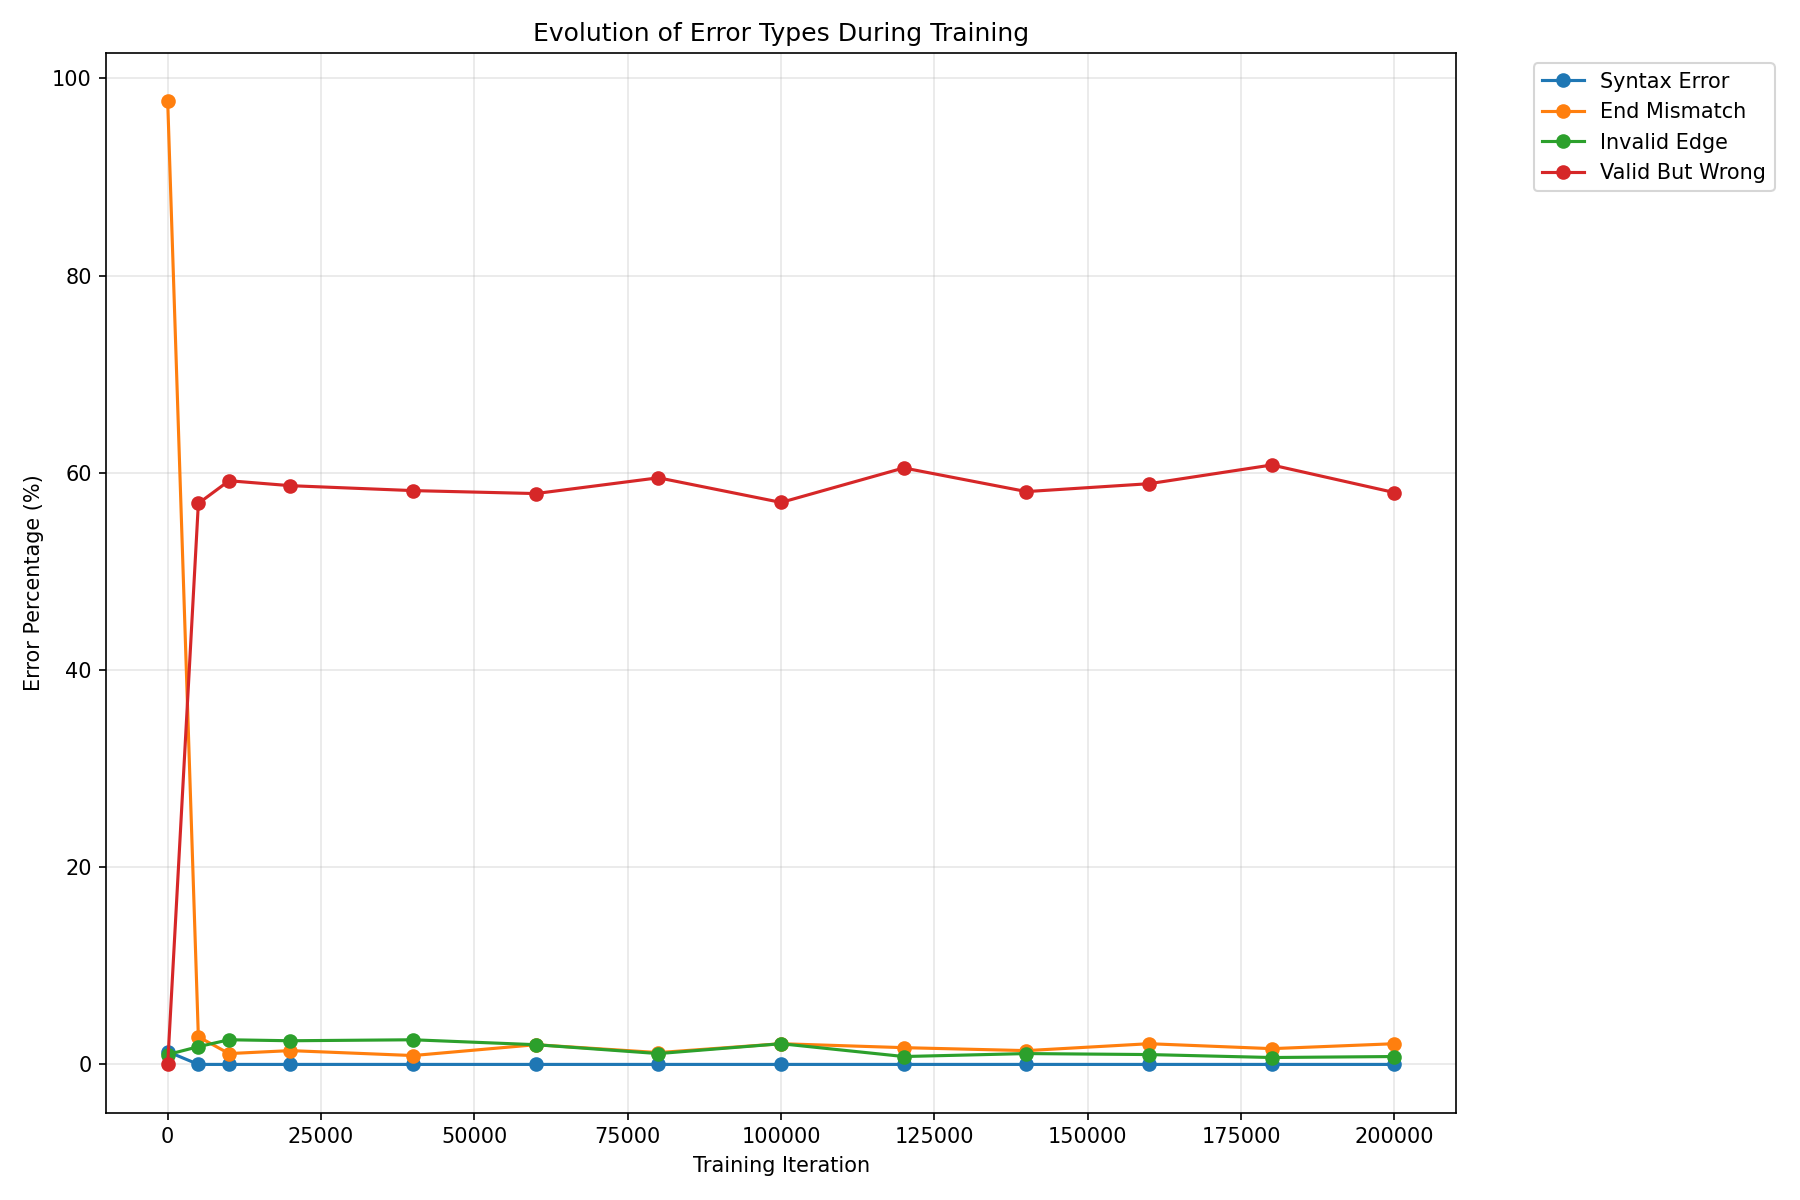 Evolution of Error Types During Training
Syntax Error
End Mismatch
Invalid Edge
Valid But Wrong
Error Percentage (%)
100
80
60
40
20
0
0 25000 50000 75000 100000 125000 150000 175000 200000
Training Iteration